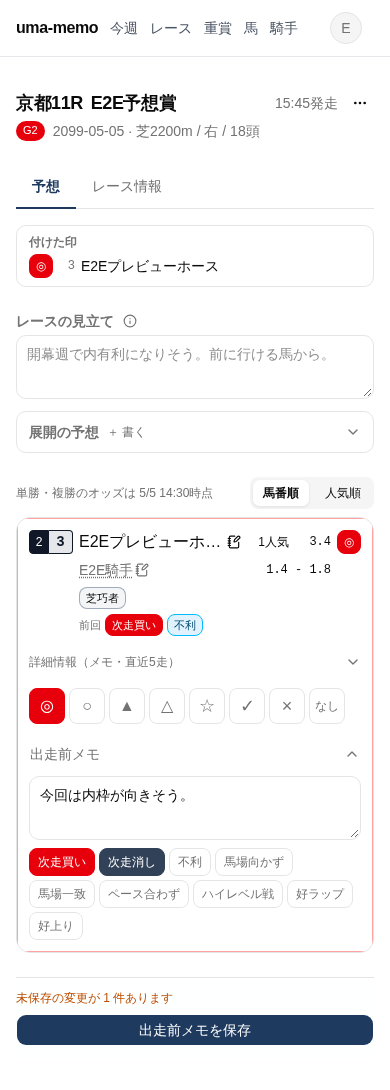 uma-memo 今週 レース 重賞 馬 騎手 E
京都11R E2E予想賞 15:45発走 …
G2 2099-05-05 · 芝2200m / 右 / 18頭
予想 レース情報
付けた印
◎ 3 E2Eプレビューホース
レースの見立て
開幕週で内有利になりそう。前に行ける馬から。
展開の予想 + 書く
単勝・複勝のオッズは 5/5 14:30時点 馬番順 人気順
2 3 E2Eプレビューホ… 1人気 3.4 ◎
E2E騎手 1.4 - 1.8
芝巧者
前回 次走買い 不利
詳細情報（メモ・直近5走）
◎ ○ ▲ △ ☆ ✓ × なし
出走前メモ
今回は内枠が向きそう。
次走買い 次走消し 不利 馬場向かず
馬場一致 ペース合わず ハイレベル戦 好ラップ
好上り
未保存の変更が 1 件あります
出走前メモを保存